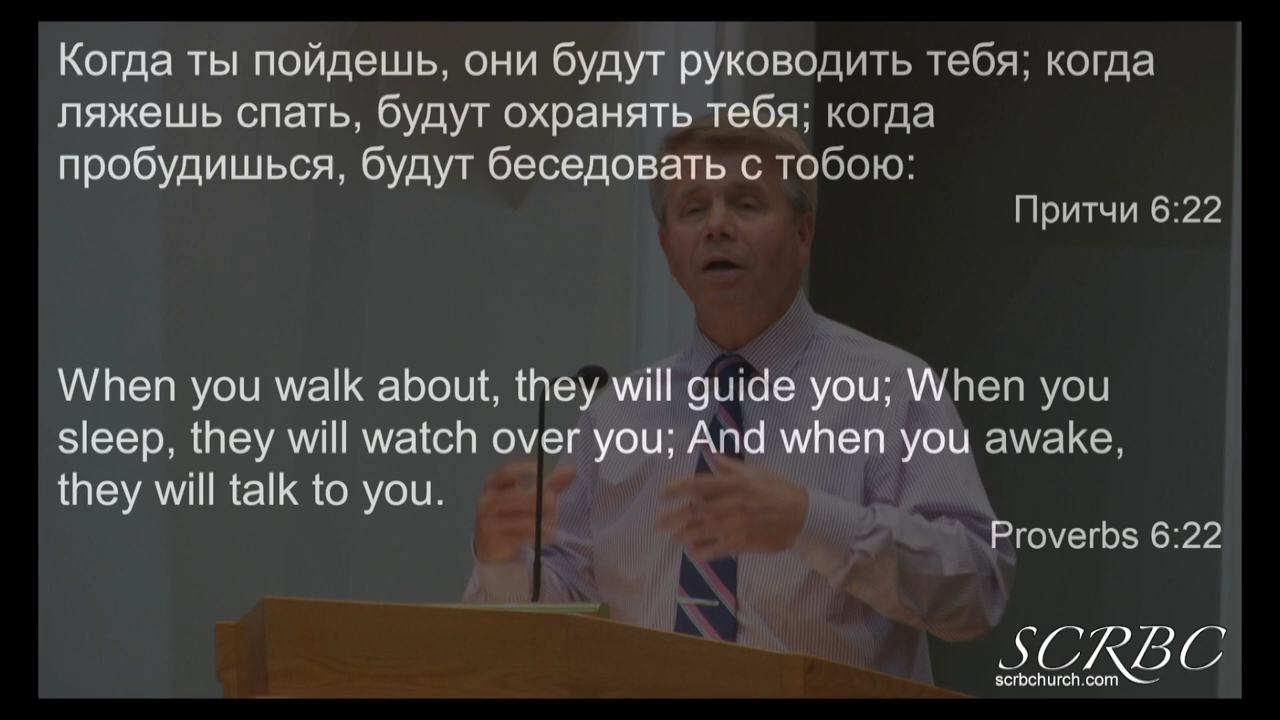 Когда ты пойдешь, они будут руководить тебя; когда
ляжешь спать, будут охранять тебя; когда
пробудишься, будут беседовать с тобою:
Притчи 6:22
When you walk about, they will guide you; When you
sleep, they will watch over you; And when you awake,
they will talk to you.
Proverbs 6:22
SCRBC
scrbchurch.com